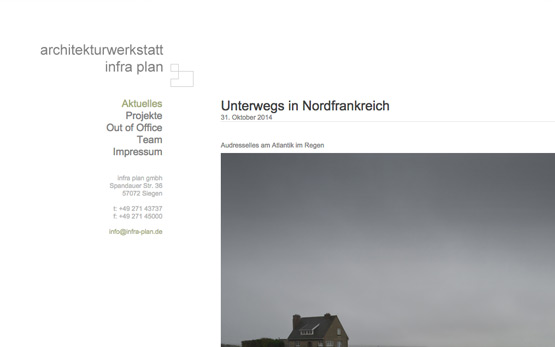 architekturwerkstatt
infra plan
Aktuelles
Projekte
Out of Office
Team
Impressum
infra plan gmbh
Spandauer Str. 36
57072 Siegen
t: +49 271 43737
f: +49 271 45000
info@infra-plan.de
Unterwegs in Nordfrankreich
31. Oktober 2014
Audresselles am Atlantik im Regen